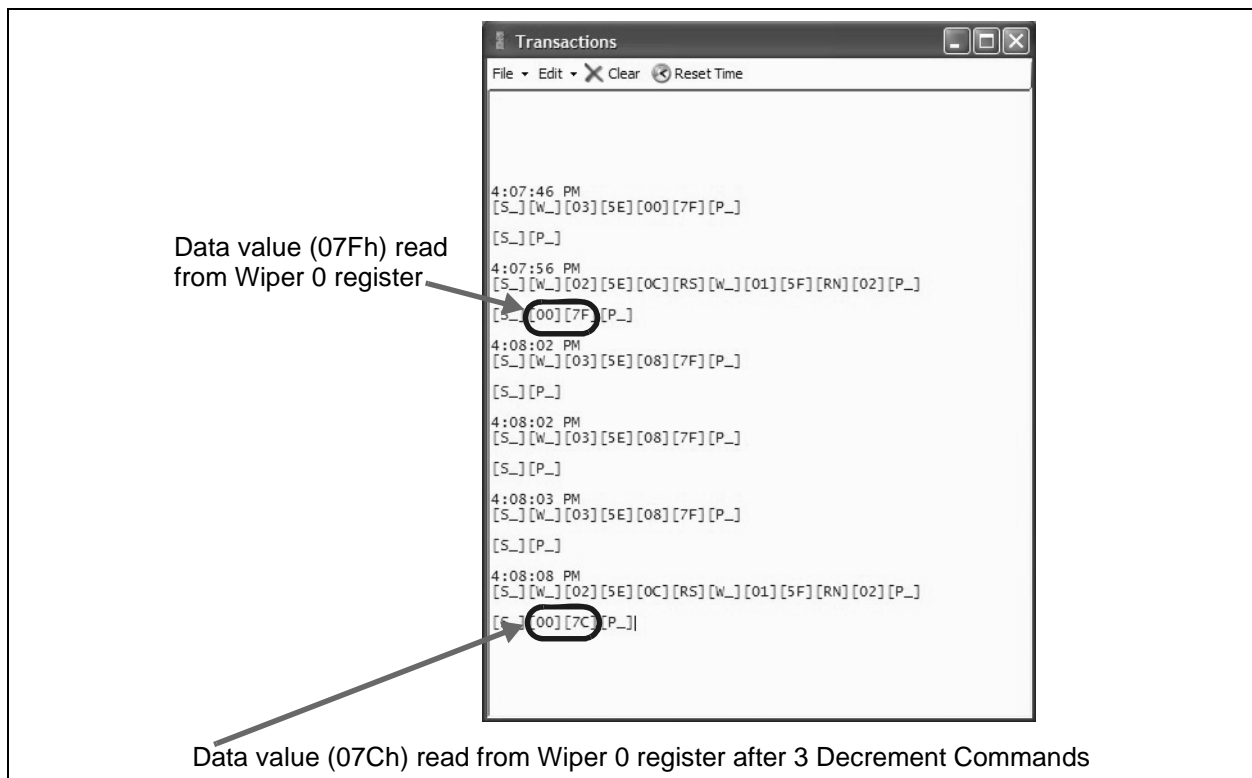 Transactions
File Edit Clear Reset Time
4:07:46 PM
[S_][W_][03][5E][00][7F][P_]
[S_][P_]
Data value (07Fh) read
from Wiper 0 register
4:07:56 PM
[S_][W_][02][5E][0C][RS][W_][01][5F][RN][02][P_]
[S_][00][7F][P_]
4:08:02 PM
[S_][W_][03][5E][08][7F][P_]
[S_][P_]
4:08:02 PM
[S_][W_][03][5E][08][7F][P_]
[S_][P_]
4:08:03 PM
[S_][W_][03][5E][08][7F][P_]
[S_][P_]
4:08:08 PM
[S_][W_][02][5E][0C][RS][W_][01][5F][RN][02][P_]
[S_][00][7C][P_]
Data value (07Ch) read from Wiper 0 register after 3 Decrement Commands